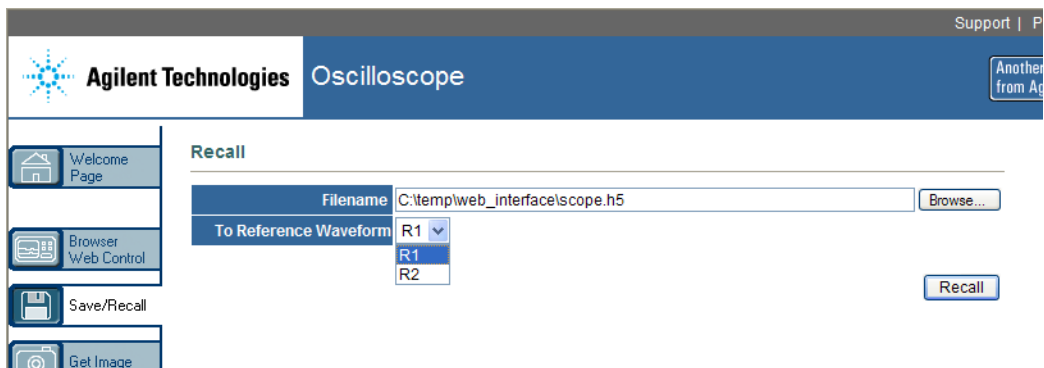 Support | P
Agilent Technologies
Oscilloscope
Another
from Ag
Welcome
Page
Recall
Filename C:\temp\web_interface\scope.h5 Browse...
To Reference Waveform R1
R1
R2
Browser
Web Control
Recall
Save/Recall
Get Image